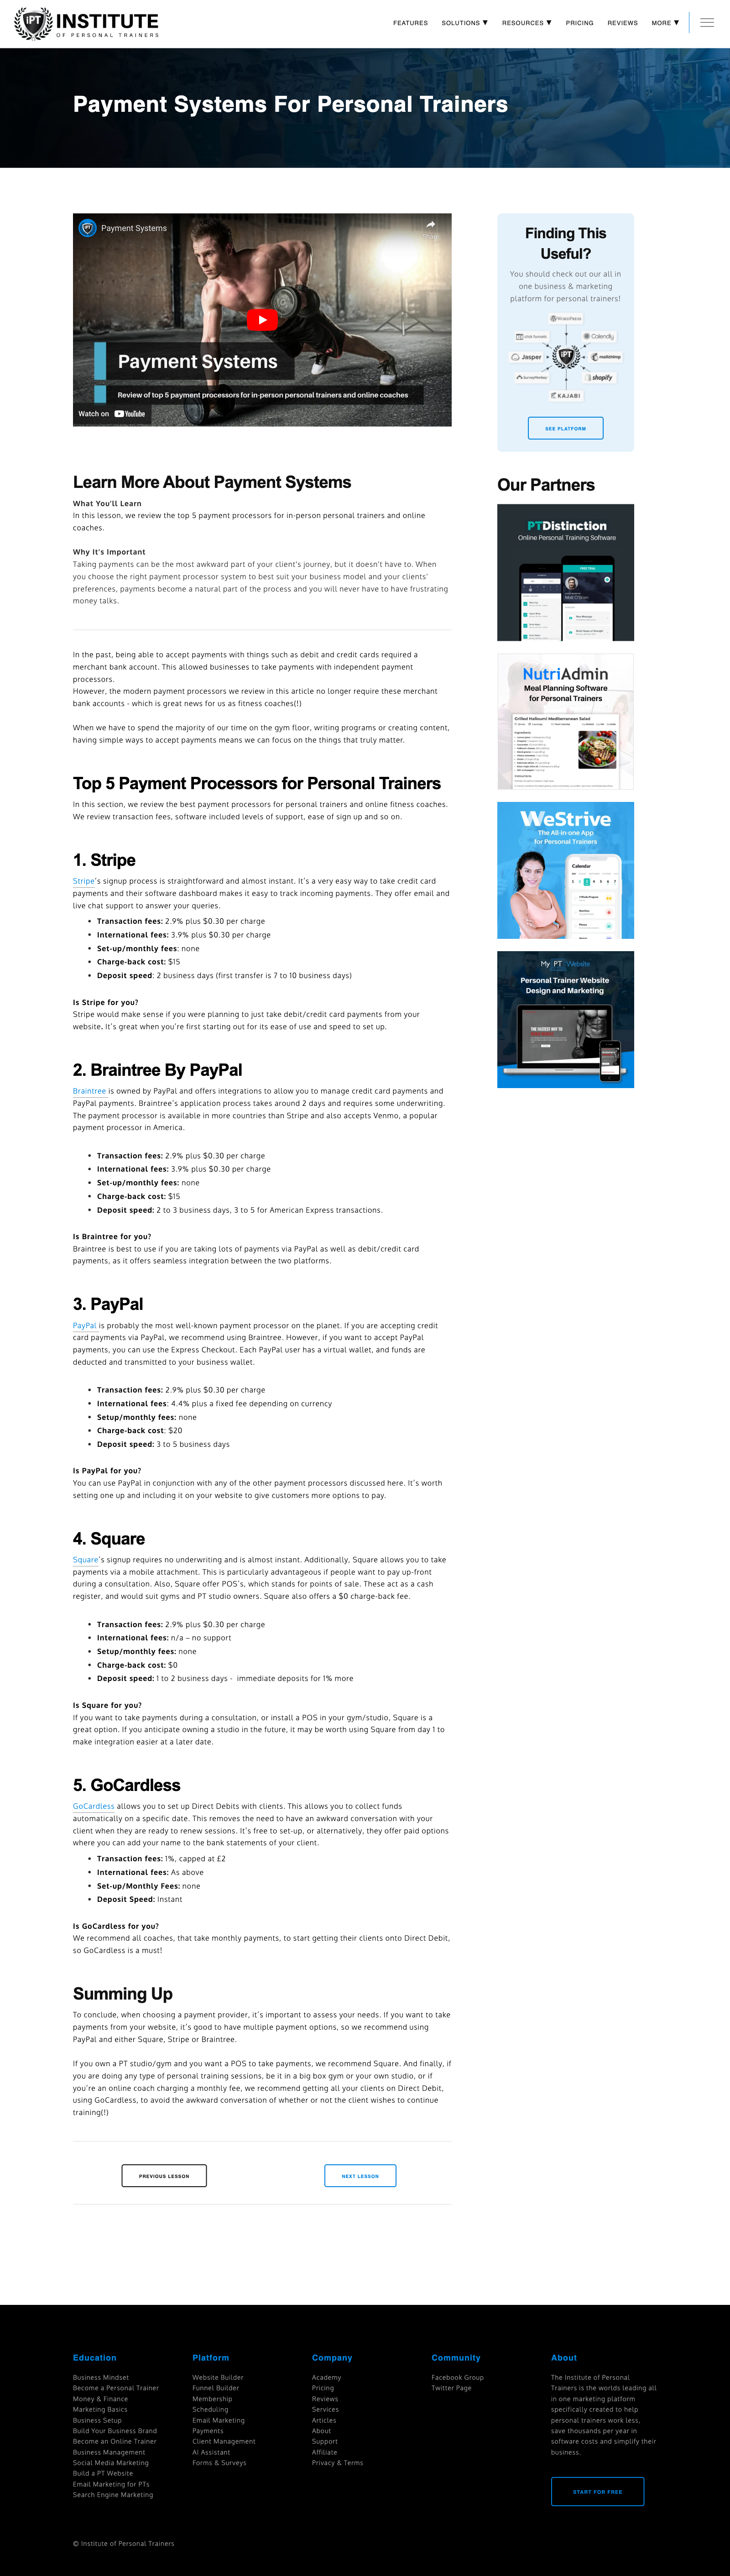 IPT
INSTITUTE
OF PERSONAL TRAINERS
FEATURES SOLUTIONS ▼ RESOURCES ▼ PRICING REVIEWS MORE ▼
Payment Systems For Personal Trainers
Payment Systems
Payment Systems
Review of top 5 payment processors for in-person personal trainers and online coaches
Watch on YouTube
Finding This
Useful?
You should check out our all in
one business & marketing
platform for personal trainers!
WordPress
Calendly
Jasper
IPT
mailchimp
SurveyMonkey
shopify
KAJABI
SEE PLATFORM
Learn More About Payment Systems
What You'll Learn
In this lesson, we review the top 5 payment processors for in-person personal trainers and online
coaches.
Why It's Important
Taking payments can be the most awkward part of your client's journey, but it doesn't have to. When
you choose the right payment processor system to best suit your business model and your clients'
preferences, payments become a natural part of the process and you will never have to have frustrating
money talks.
In the past, being able to accept payments with things such as debit and credit cards required a
merchant bank account. This allowed businesses to take payments with independent payment
processors.
However, the modern payment processors we review in this article no longer require these merchant
bank accounts - which is great news for us as fitness coaches(!)
When we have to spend the majority of our time on the gym floor, writing programs or creating content,
having simple ways to accept payments means we can focus on the things that truly matter.
Top 5 Payment Processors for Personal Trainers
In this section, we review the best payment processors for personal trainers and online fitness coaches.
We review transaction fees, software included levels of support, ease of sign up and so on.
1. Stripe
Stripe's signup process is straightforward and almost instant. It's a very easy way to take credit card
payments and their software dashboard makes it easy to track incoming payments. They offer email and
live chat support to answer your queries.
• Transaction fees: 2.9% plus $0.30 per charge
• International fees: 3.9% plus $0.30 per charge
• Set-up/monthly fees: none
• Charge-back cost: $15
• Deposit speed: 2 business days (first transfer is 7 to 10 business days)
Is Stripe for you?
Stripe would make sense if you were planning to just take debit/credit card payments from your
website. It's great when you're first starting out for its ease of use and speed to set up.
2. Braintree By PayPal
Braintree is owned by PayPal and offers integrations to allow you to manage credit card payments and
PayPal payments. Braintree's application process takes around 2 days and requires some underwriting.
The payment processor is available in more countries than Stripe and also accepts Venmo, a popular
payment processor in America.
• Transaction fees: 2.9% plus $0.30 per charge
• International fees: 3.9% plus $0.30 per charge
• Set-up/monthly fees: none
• Charge-back cost: $15
• Deposit speed: 2 to 3 business days, 3 to 5 for American Express transactions.
Is Braintree for you?
Braintree is best to use if you are taking lots of payments via PayPal as well as debit/credit card
payments, as it offers seamless integration between the two platforms.
3. PayPal
PayPal is probably the most well-known payment processor on the planet. If you are accepting credit
card payments via PayPal, we recommend using Braintree. However, if you want to accept PayPal
payments, you can use the Express Checkout. Each PayPal user has a virtual wallet, and funds are
deducted and transmitted to your business wallet.
• Transaction fees: 2.9% plus $0.30 per charge
• International fees: 4.4% plus a fixed fee depending on currency
• Setup/monthly fees: none
• Charge-back cost: $20
• Deposit speed: 3 to 5 business days
Is PayPal for you?
You can use PayPal in conjunction with any of the other payment processors discussed here. It's worth
setting one up and including it on your website to give customers more options to pay.
4. Square
Square's signup requires no underwriting and is almost instant. Additionally, Square allows you to take
payments via a mobile attachment. This is particularly advantageous if people want to pay up-front
during a consultation. Also, Square offer POS's, which stands for points of sale. These act as a cash
register, and would suit gyms and PT studio owners. Square also offers a $0 charge-back fee.
• Transaction fees: 2.9% plus $0.30 per charge
• International fees: n/a – no support
• Setup/monthly fees: none
• Charge-back cost: $0
• Deposit speed: 1 to 2 business days - immediate deposits for 1% more
Is Square for you?
If you want to take payments during a consultation, or install a POS in your gym/studio, Square is a
great option. If you anticipate owning a studio in the future, it may be worth using Square from day 1 to
make integration easier at a later date.
5. GoCardless
GoCardless allows you to set up Direct Debits with clients. This allows you to collect funds
automatically on a specific date. This removes the need to have an awkward conversation with your
client when they are ready to renew sessions. It's free to set-up, or alternatively, they offer paid options
where you can add your name to the bank statements of your client.
• Transaction fees: 1%, capped at £2
• International fees: As above
• Set-up/Monthly Fees: none
• Deposit Speed: Instant
Is GoCardless for you?
We recommend all coaches, that take monthly payments, to start getting their clients onto Direct Debit,
so GoCardless is a must!
Summing Up
To conclude, when choosing a payment provider, it's important to assess your needs. If you want to take
payments from your website, it's good to have multiple payment options, so we recommend using
PayPal and either Square, Stripe or Braintree.
If you own a PT studio/gym and you want a POS to take payments, we recommend Square. And finally, if
you are doing any type of personal training sessions, be it in a big box gym or your own studio, or if
you're an online coach charging a monthly fee, we recommend getting all your clients on Direct Debit,
using GoCardless, to avoid the awkward conversation of whether or not the client wishes to continue
training(!)
PREVIOUS LESSON
NEXT LESSON
Our Partners
PTDistinction
Online Personal Training Software
NutriAdmin
Meal Planning Software
for Personal Trainers
Grilled Halloumi Mediterranean Salad
WeStrive
The All-in-one App
for Personal Trainers
Calendar
My PT Website
Personal Trainer Website
Design and Marketing
Education
Business Mindset
Become a Personal Trainer
Money & Finance
Marketing Basics
Business Setup
Build Your Business Brand
Become an Online Trainer
Business Management
Social Media Marketing
Build a PT Website
Email Marketing for PTs
Search Engine Marketing
Platform
Website Builder
Funnel Builder
Membership
Scheduling
Email Marketing
Payments
Client Management
AI Assistant
Forms & Surveys
Company
Academy
Pricing
Reviews
Services
Articles
About
Support
Affiliate
Privacy & Terms
Community
Facebook Group
Twitter Page
About
The Institute of Personal
Trainers is the worlds leading all
in one marketing platform
specifically created to help
personal trainers work less,
save thousands per year in
software costs and simplify their
business.
START FOR FREE
© Institute of Personal Trainers